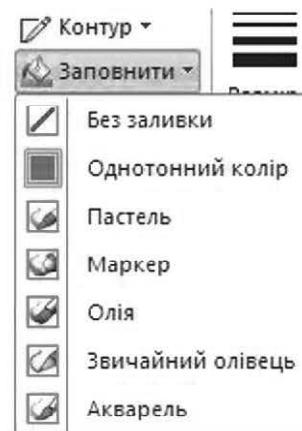 Контур
Заповнити
Без заливки
Однотонний колір
Пастель
Маркер
Олія
Звичайний олівець
Акварель